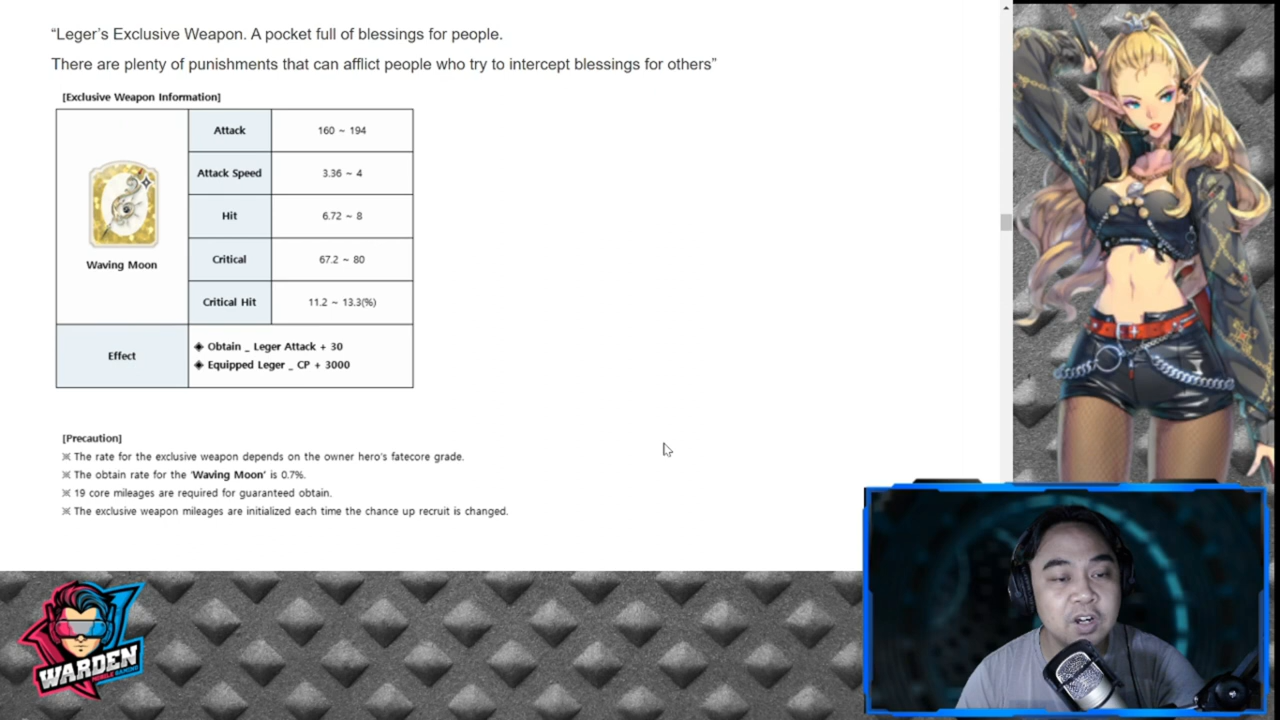 “Leger’s Exclusive Weapon. A pocket full of blessings for people.
There are plenty of punishments that can afflict people who try to intercept blessings for others”
[Exclusive Weapon Information]
Waving Moon
Attack 160 ~ 194
Attack Speed 3.36 ~ 4
Hit 6.72 ~ 8
Critical 67.2 ~ 80
Critical Hit 11.2 ~ 13.3(%)
Effect
◈ Obtain _ Leger Attack + 30
◈ Equipped Leger _ CP + 3000
[Precaution]
※ The rate for the exclusive weapon depends on the owner hero's fatecore grade.
※ The obtain rate for the 'Waving Moon' is 0.7%.
※ 19 core mileages are required for guaranteed obtain.
※ The exclusive weapon mileages are initialized each time the chance up recruit is changed.
WARDEN
MOBILE GAMING